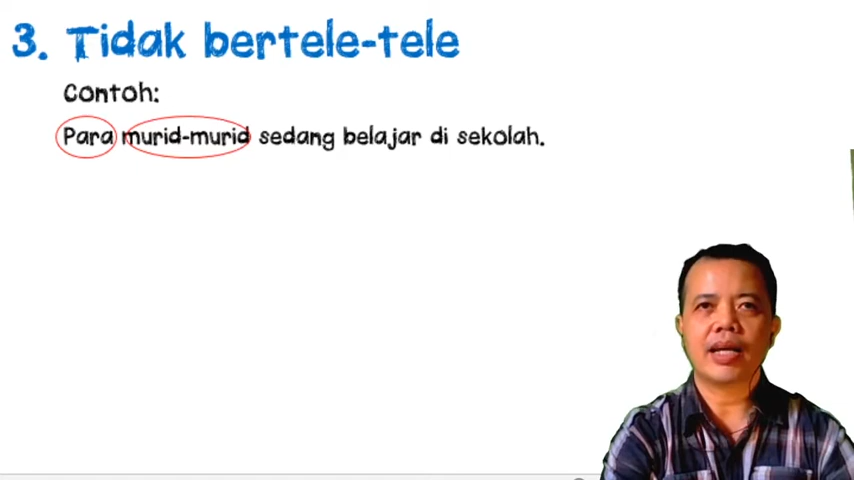 3. Tidak bertele-tele
Contoh:
Para murid-murid sedang belajar di sekolah.